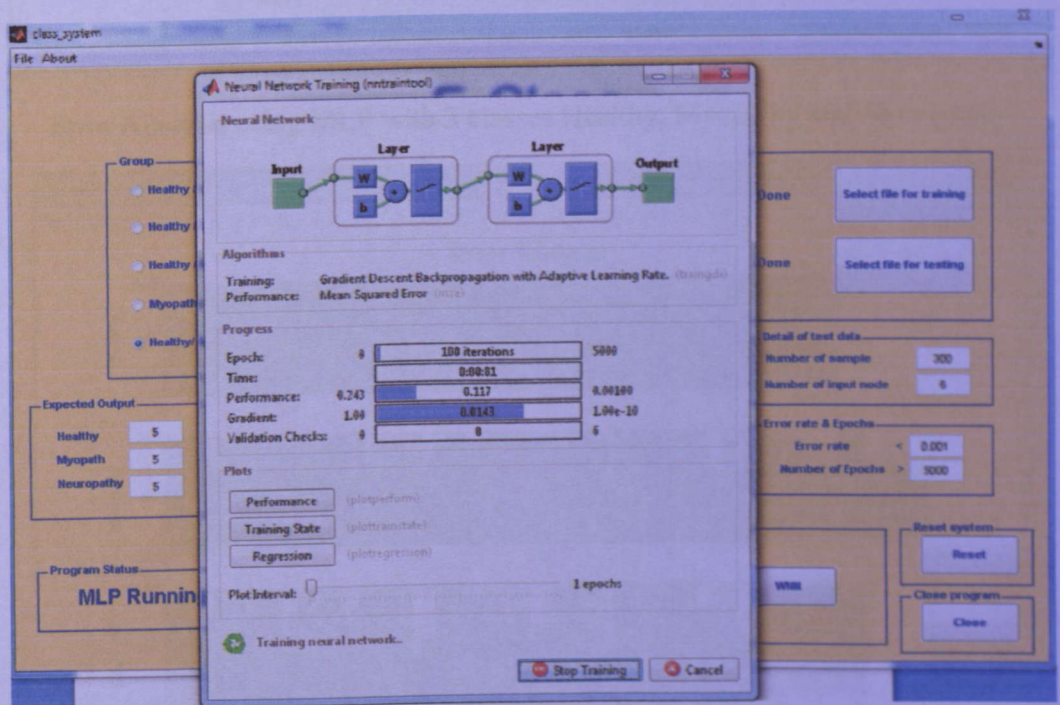 class_system
File About
Neural Network Training (nntraintool)
Neural Network
Layer
Layer
Input
Output
W
b
+
W
b
+
Algorithms
Training: Gradient Descent Backpropagation with Adaptive Learning Rate.
Performance: Mean Squared Error (mse)
Progress
Epoch: 0 100 iterations 5000
Time: 0:00:01
Performance: 0.243 0.117 0.00100
Gradient: 1.00 0.0143 1.00e-10
Validation Checks: 0 0 6
Plots
Performance (plotperform)
Training State (plottrainstate)
Regression (plotregression)
Plot Interval: 1 epochs
Training neural network...
Stop Training
Cancel
Group
Healthy
Healthy
Healthy
Myopath
Healthy/
Expected Output
Healthy 5
Myopath 5
Neuropathy 5
Program Status
MLP Runnin
Done
Select file for training
Done
Select file for testing
Detail of test data
Number of sample 300
Number of input node 6
Error rate & Epochs
Error rate < 0.001
Number of Epochs > 5000
Reset system
Reset
Close program
Close